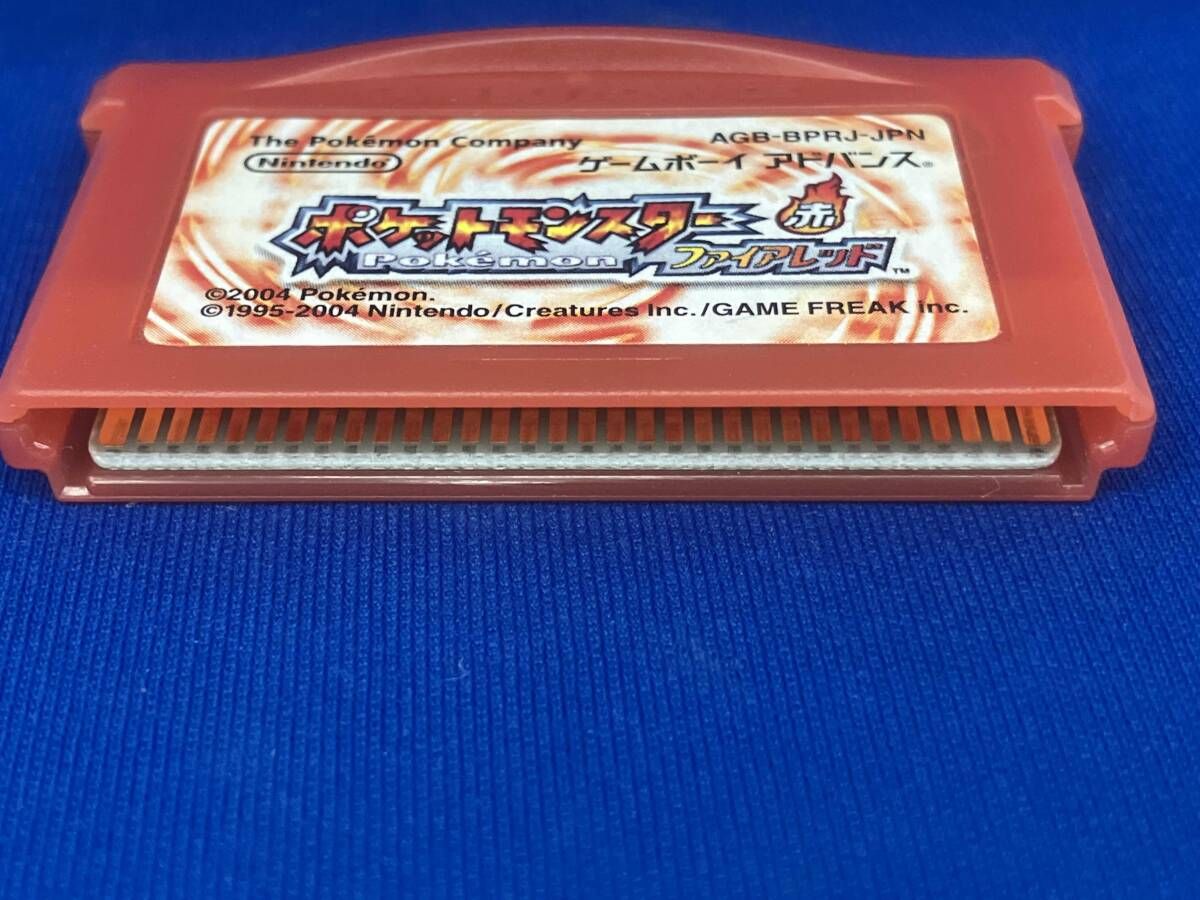 The Pokémon Company
AGB-BPRJ-JPN
Nintendo
ゲームボーイ アドバンス®
ポケットモンスター
赤
Pokémon
ファイアレッド™
©2004 Pokémon.
©1995-2004 Nintendo/Creatures Inc./GAME FREAK inc.